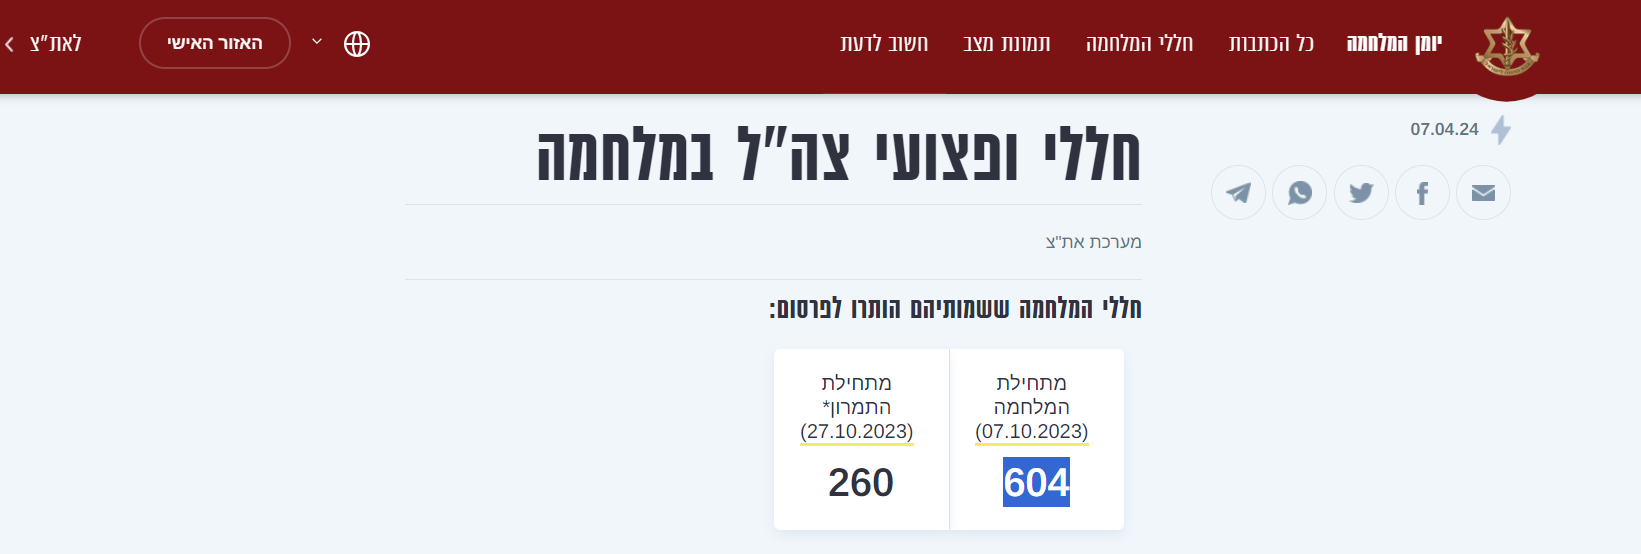 יומן המלחמה
כל הכתבות
חללי המלחמה
תמונת מצב
חשוב לדעת
האזור האישי
לאת"צ
07.04.24
חללי ופצועי צה"ל במלחמה
מערכת את"צ
חללי המלחמה ששמותיהם הותרו לפרסום:
מתחילת
המלחמה
(07.10.2023)
604
מתחילת
התמרון*
(27.10.2023)
260